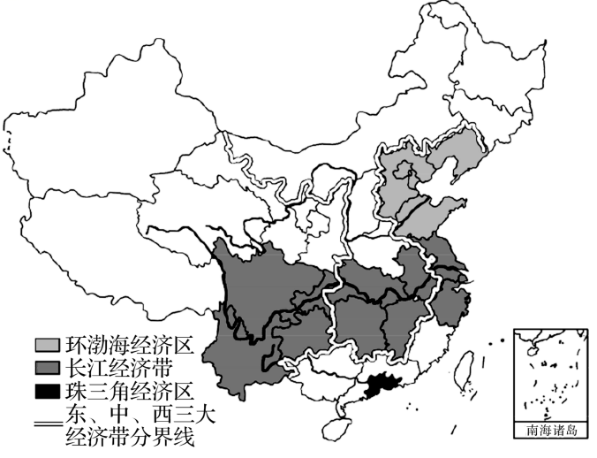 环渤海经济区
长江经济带
珠三角经济区
东、中、西三大
经济带分界线
南海诸岛